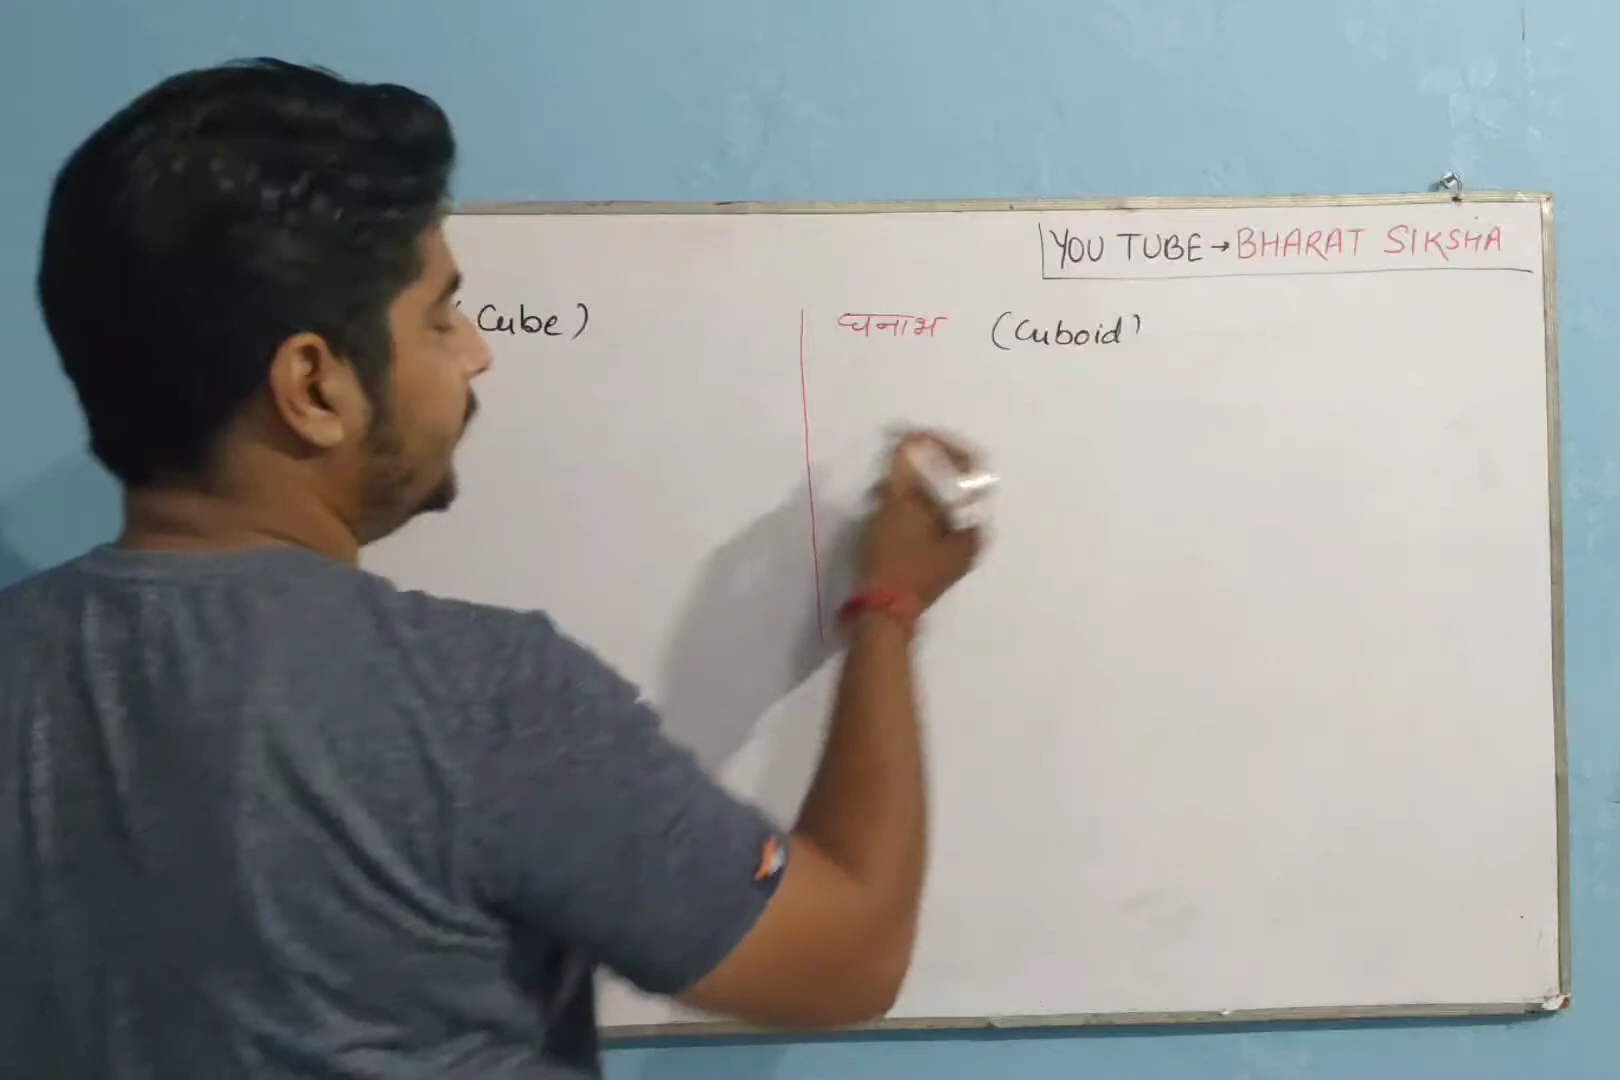 YOU TUBE → BHARAT SIKSHA
Cube)
घनाभ (Cuboid)